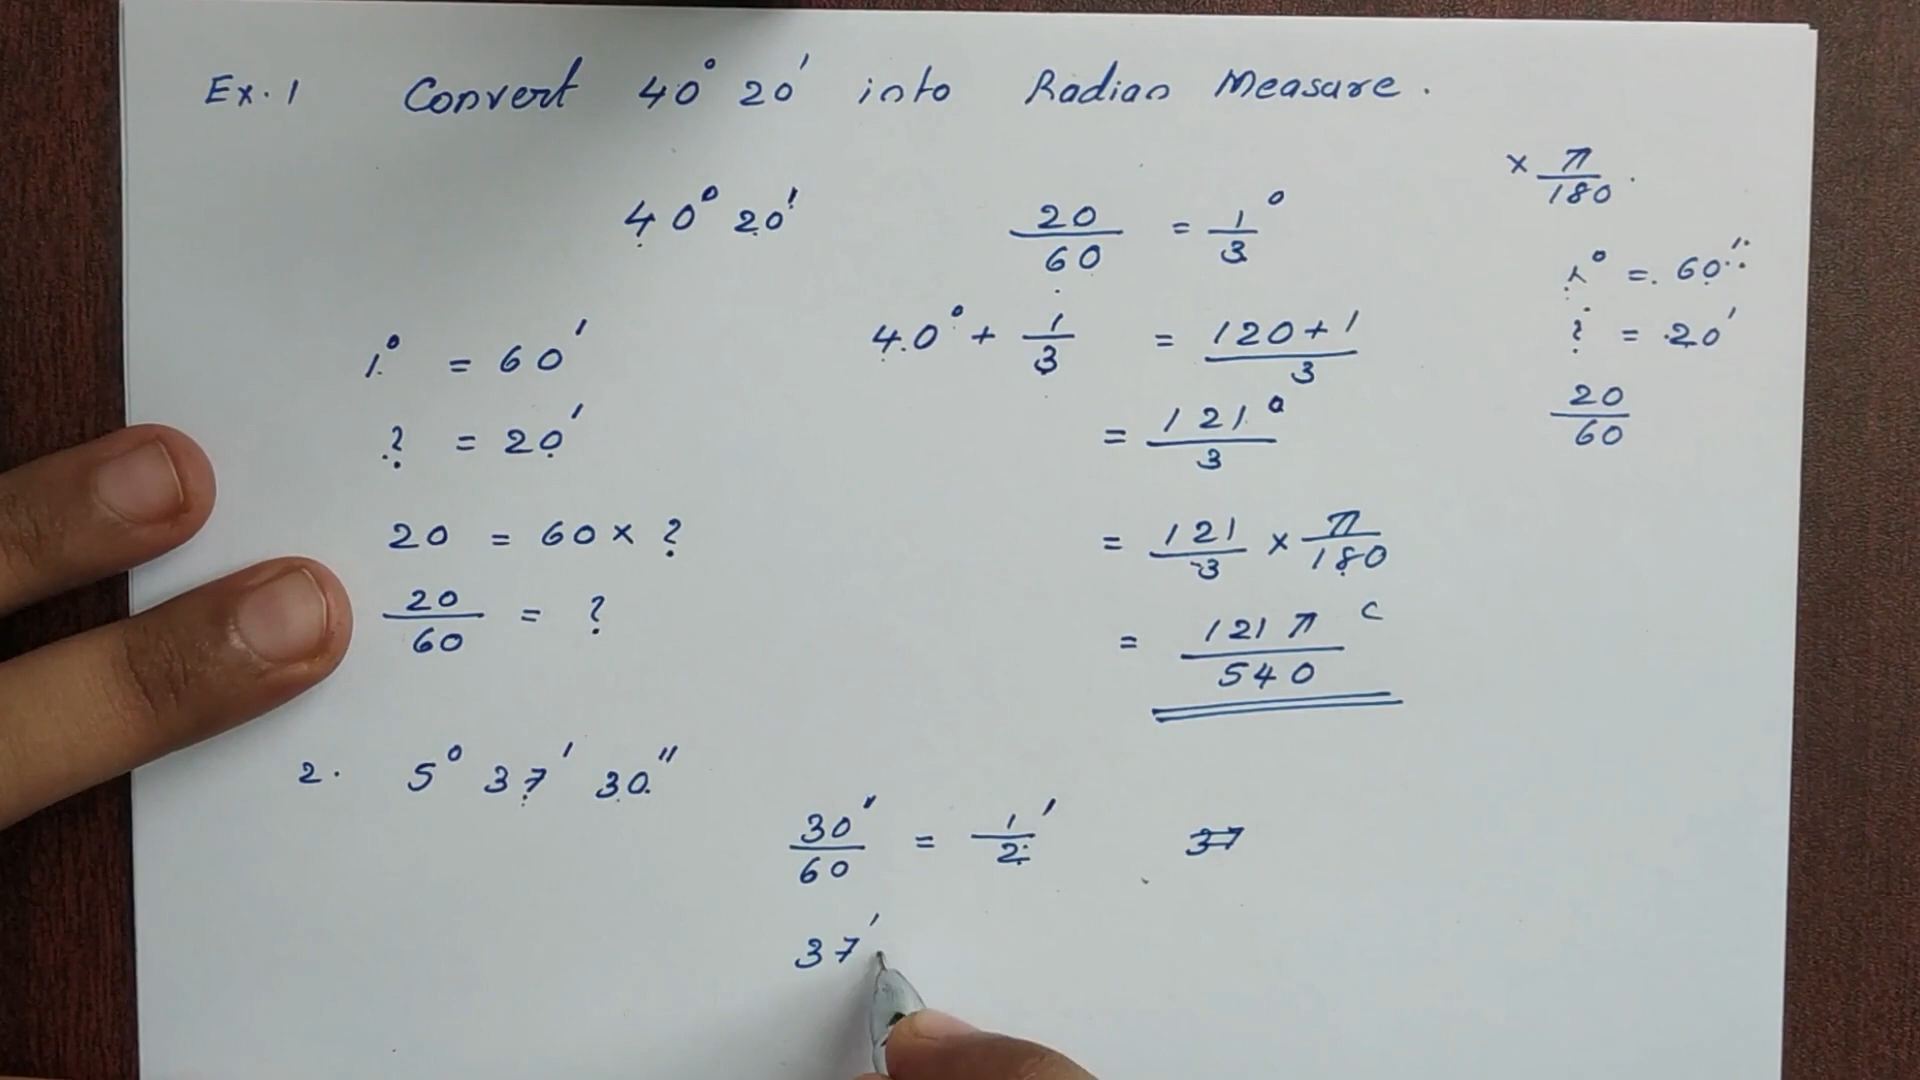 Ex. 1 Convert 40° 20' into Radian Measure.
× π/180.
40° 20'
20/60 = 1/3°
1° = 60'
? = 20'
20/60
1° = 60'
? = 20'
20 = 60 × ?
20/60 = ?
40° + 1/3 = 120+1/3
= 121°/3
= 121/3 × π/180
= 121π/540 c
2. 5° 37' 30"
30"/60 = 1/2'
37'